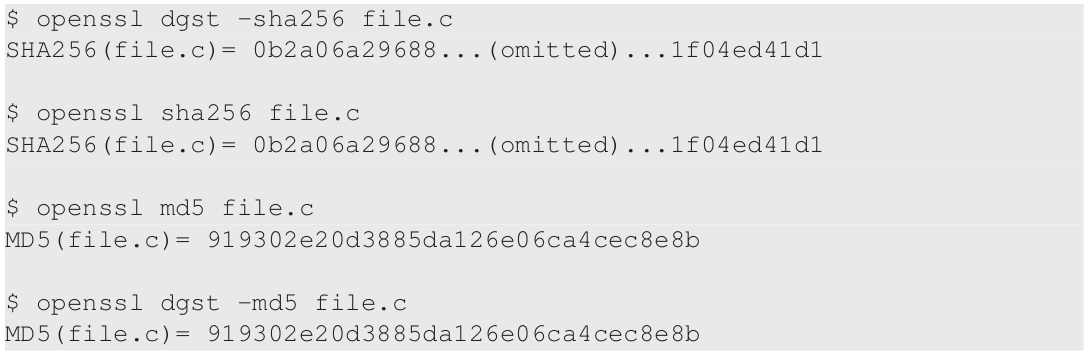 $ openssl dgst -sha256 file.c
SHA256(file.c)= 0b2a06a29688...(omitted)...1f04ed41d1
$ openssl sha256 file.c
SHA256(file.c)= 0b2a06a29688...(omitted)...1f04ed41d1
$ openssl md5 file.c
MD5(file.c)= 919302e20d3885da126e06ca4cec8e8b
$ openssl dgst -md5 file.c
MD5(file.c)= 919302e20d3885da126e06ca4cec8e8b